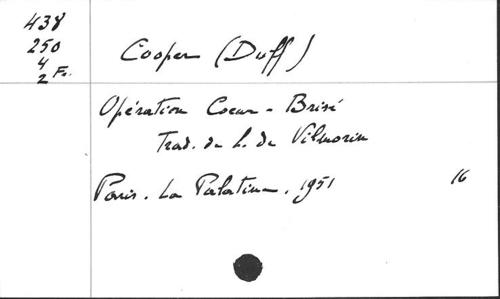 438
250
4
2 Fr.
Cooper (Duff)
Opération Coeur-Brisé
Trad. de L. de Vilmorin
Paris. La Palatine. 1951
16